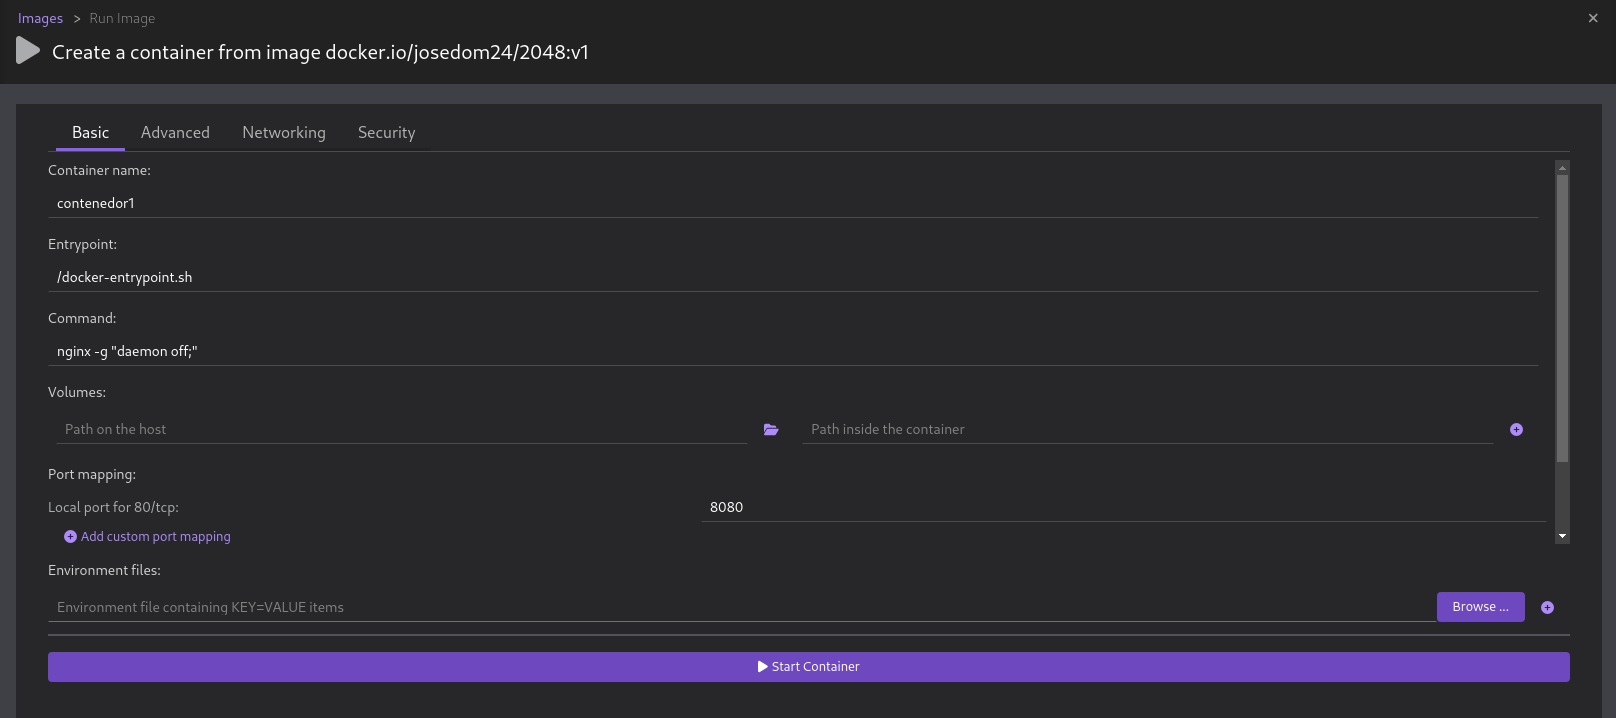 Images > Run Image
Create a container from image docker.io/josedom24/2048:v1
Basic Advanced Networking Security
Container name:
contenedor1
Entrypoint:
/docker-entrypoint.sh
Command:
nginx -g "daemon off;"
Volumes:
Path on the host Path inside the container
Port mapping:
Local port for 80/tcp: 8080
Add custom port mapping
Environment files:
Environment file containing KEY=VALUE items Browse ...
Start Container